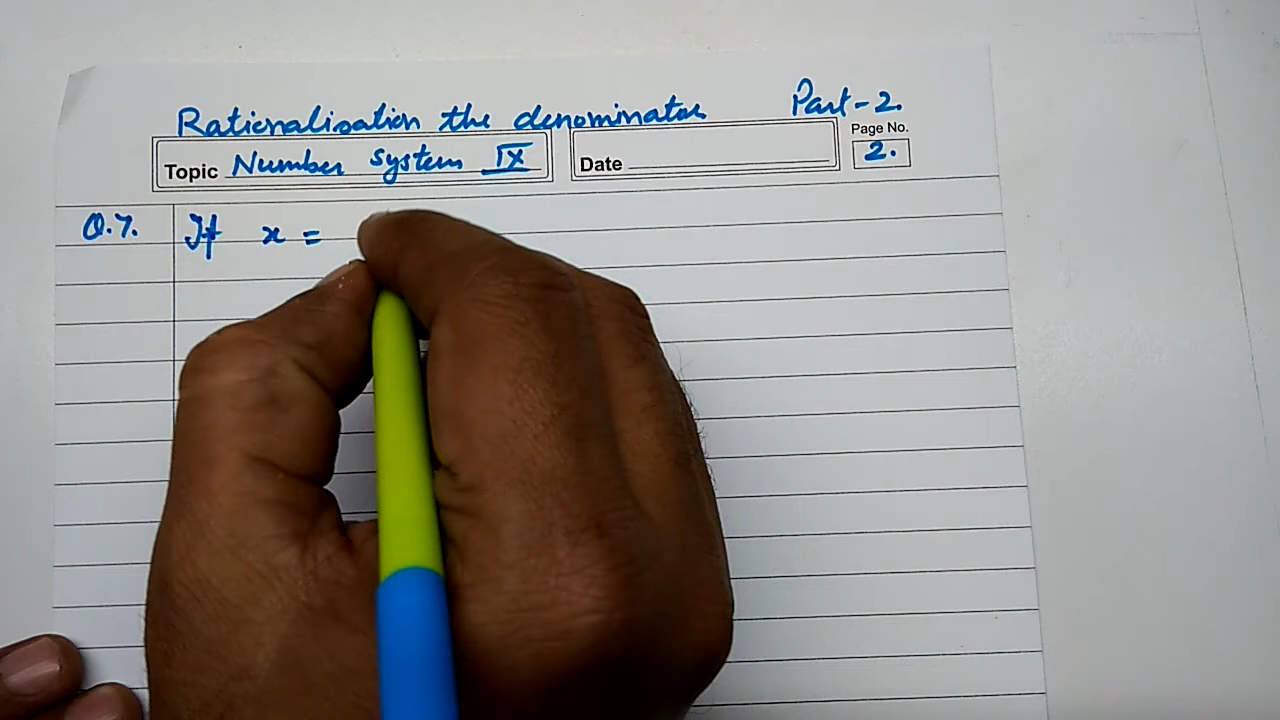 Rationalisation the denominator Part-2.
Topic Number System IX Date Page No. 2.
Q.7. If x =